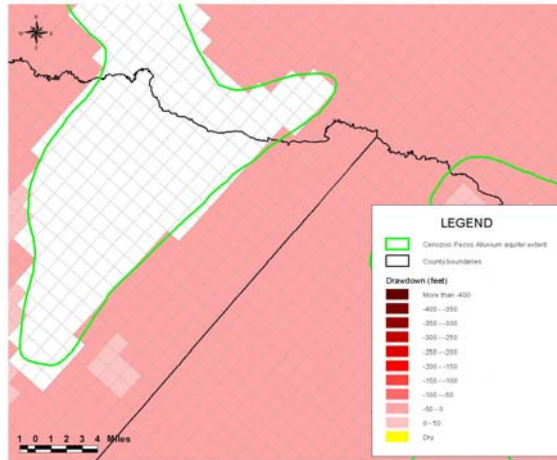 LEGEND
Cenozoic Pecos Alluvium aquifer extent
County boundaries
Drawdown (feet)
More than -400
-400 - -350
-350 - -300
-300 - -250
-250 - -200
-200 - -150
-150 - -100
-100 - -50
-50 - 0
0 - 50
Dry
1 0 1 2 3 4 Miles